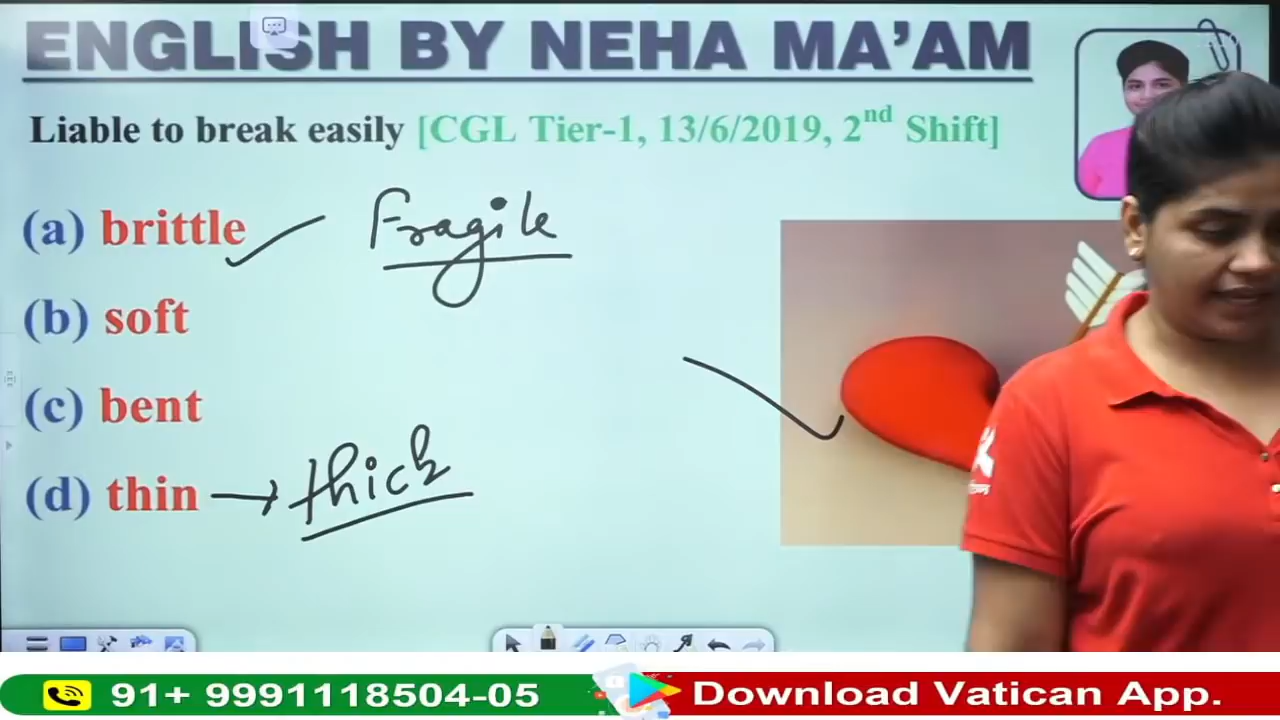 ENGLISH BY NEHA MA’AM
Liable to break easily [CGL Tier-1, 13/6/2019, 2nd Shift]
(a) brittle Fragile
(b) soft
(c) bent
(d) thin → thick
91+ 9991118504-05
Download Vatican App.